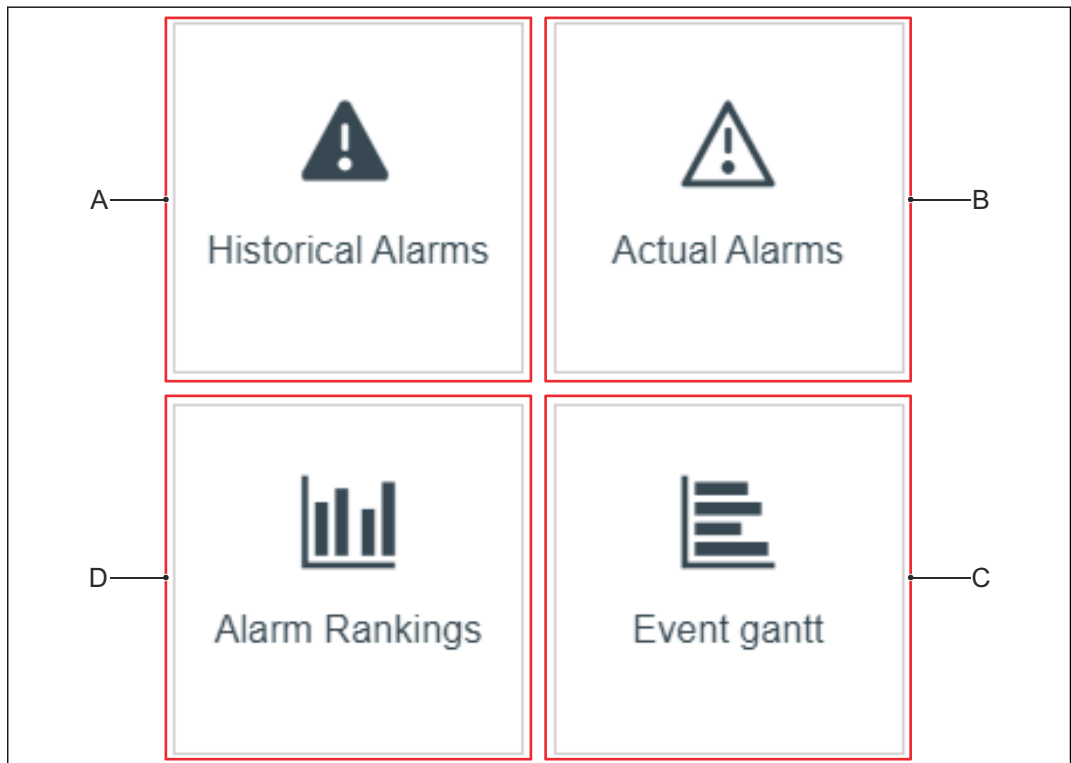 Historical Alarms
Actual Alarms
A
B
Alarm Rankings
Event gantt
D
C